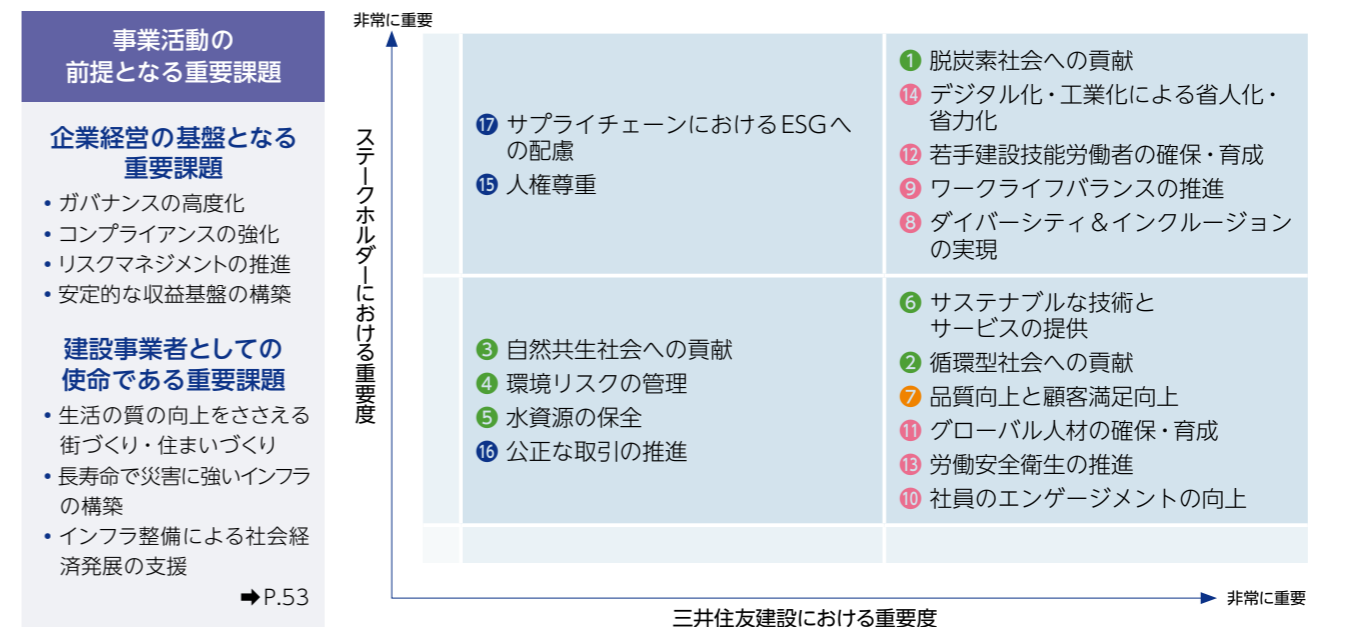 事業活動の
前提となる重要課題
企業経営の基盤となる
重要課題
• ガバナンスの高度化
• コンプライアンスの強化
• リスクマネジメントの推進
• 安定的な収益基盤の構築
建設事業者としての
使命である重要課題
• 生活の質の向上をささえる
街づくり・住まいづくり
• 長寿命で災害に強いインフラ
の構築
• インフラ整備による社会経
済発展の支援
➡P.53
非常に重要
ステークホルダーにおける重要度
⓱ サプライチェーンにおけるESGへ
の配慮
⓯ 人権尊重
❶ 脱炭素社会への貢献
⓮ デジタル化・工業化による省人化・
省力化
⓬ 若手建設技能労働者の確保・育成
❾ ワークライフバランスの推進
❽ ダイバーシティ&インクルージョン
の実現
❸ 自然共生社会への貢献
❹ 環境リスクの管理
❺ 水資源の保全
⓰ 公正な取引の推進
❻ サステナブルな技術と
サービスの提供
❷ 循環型社会への貢献
❼ 品質向上と顧客満足向上
⓫ グローバル人材の確保・育成
⓭ 労働安全衛生の推進
❿ 社員のエンゲージメントの向上
非常に重要
三井住友建設における重要度